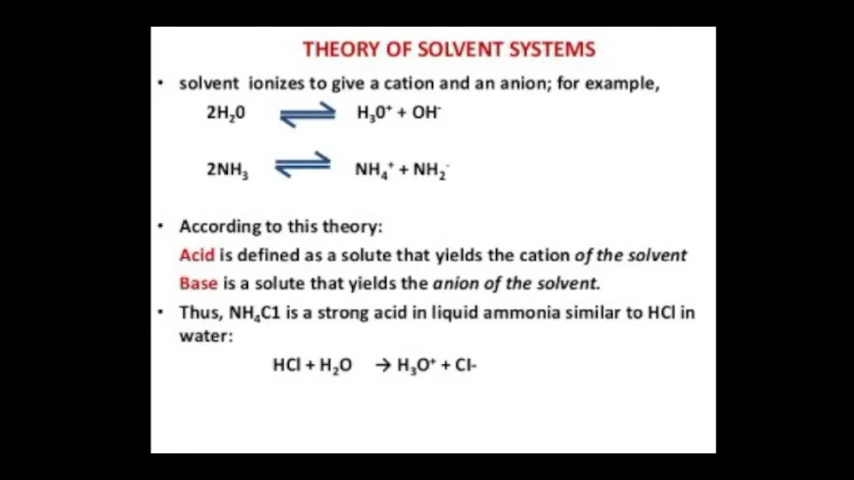 THEORY OF SOLVENT SYSTEMS
• solvent ionizes to give a cation and an anion; for example,
2H₂0 ⇌ H₃0⁺ + OH⁻
2NH₃ ⇌ NH₄⁺ + NH₂⁻
• According to this theory:
Acid is defined as a solute that yields the cation of the solvent
Base is a solute that yields the anion of the solvent.
• Thus, NH₄C1 is a strong acid in liquid ammonia similar to HCl in
water:
HCl + H₂O → H₃O⁺ + Cl-